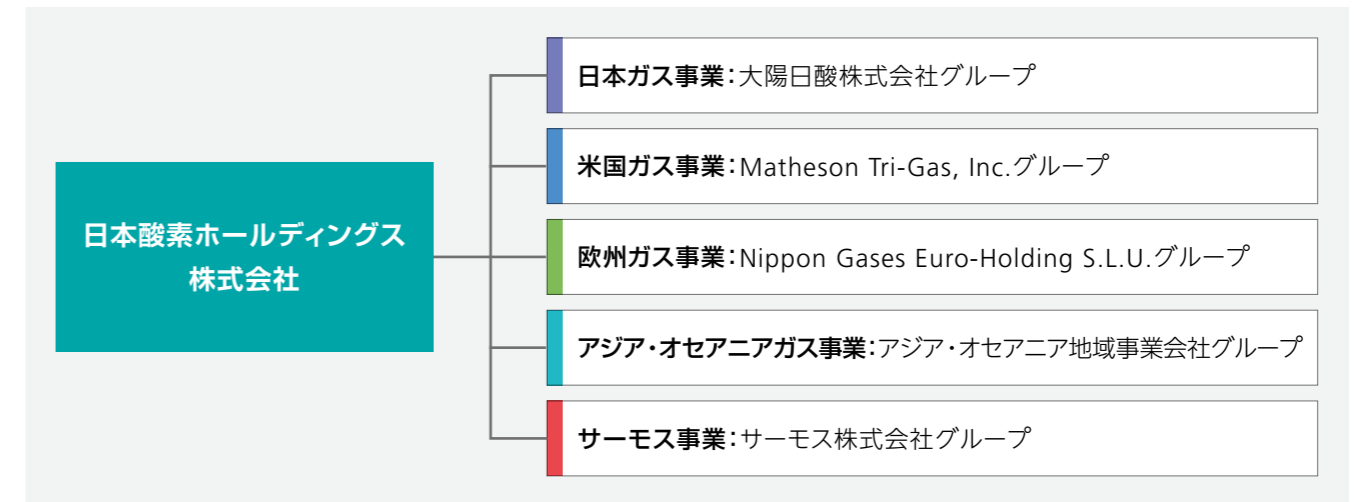 日本酸素ホールディングス
株式会社
日本ガス事業：大陽日酸株式会社グループ
米国ガス事業：Matheson Tri-Gas, Inc.グループ
欧州ガス事業：Nippon Gases Euro-Holding S.L.U.グループ
アジア・オセアニアガス事業：アジア・オセアニア地域事業会社グループ
サーモス事業：サーモス株式会社グループ